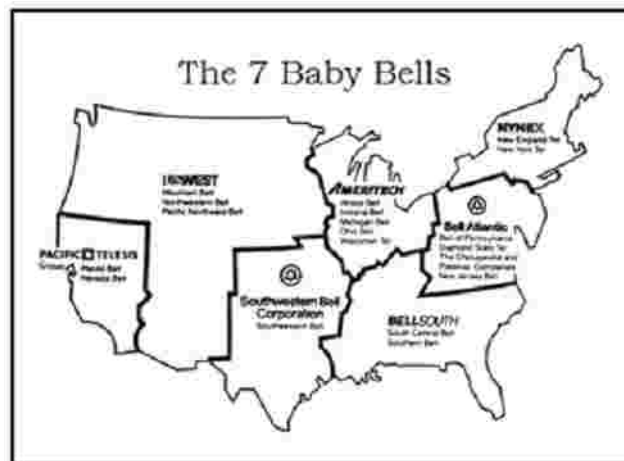 The 7 Baby Bells
NYNEX
New England Tel
New York Tel
US WEST
Mountain Bell
Northwestern Bell
Pacific Northwest Bell
AMERITECH
Illinois Bell
Indiana Bell
Michigan Bell
Ohio Bell
Wisconsin Tel
Bell Atlantic
Bell of Pennsylvania
Diamond State Tel
The Chesapeake and
Potomac Companies
New Jersey Bell
PACIFIC TELESIS
Group
Pacific Bell
Nevada Bell
Southwestern Bell
Corporation
Southwestern Bell
BELLSOUTH
South Central Bell
Southern Bell